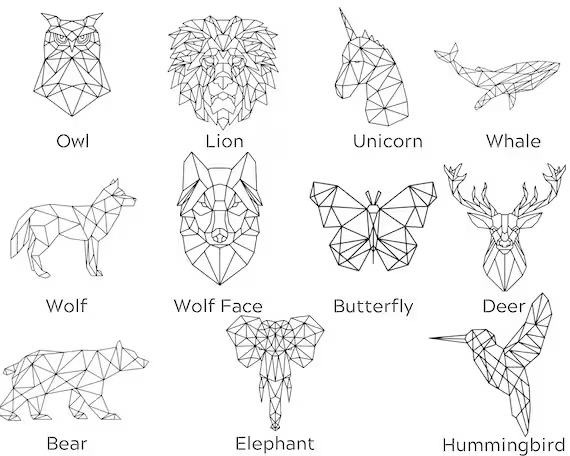 Owl
Lion
Unicorn
Whale
Wolf
Wolf Face
Butterfly
Deer
Bear
Elephant
Hummingbird